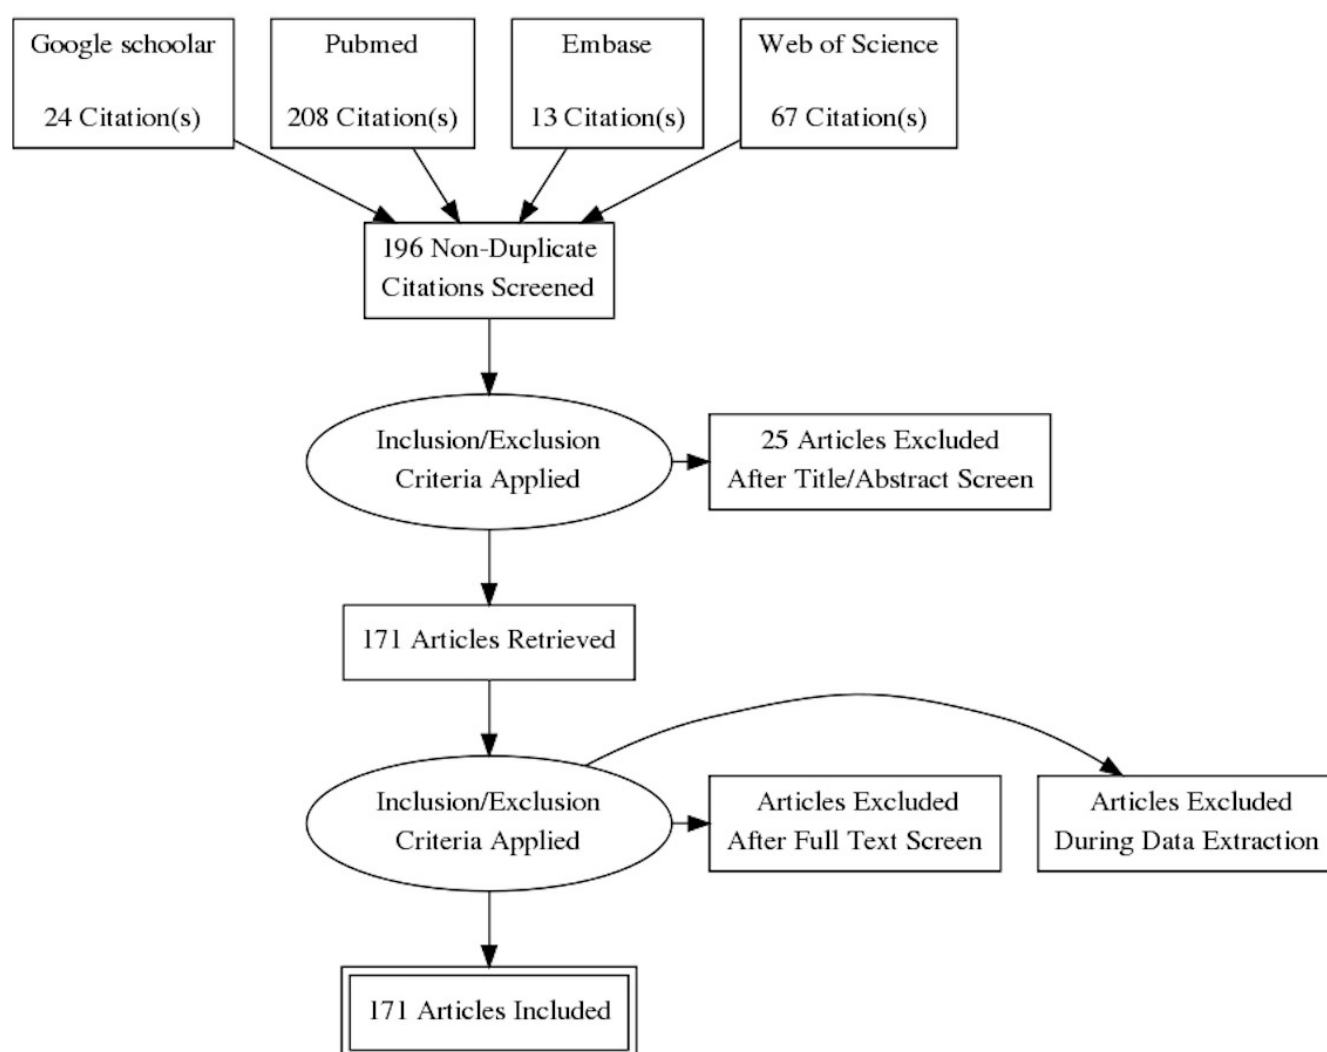 Google schoolar
24 Citation(s)
Pubmed
208 Citation(s)
Embase
13 Citation(s)
Web of Science
67 Citation(s)
196 Non-Duplicate
Citations Screened
Inclusion/Exclusion
Criteria Applied
25 Articles Excluded
After Title/Abstract Screen
171 Articles Retrieved
Inclusion/Exclusion
Criteria Applied
Articles Excluded
After Full Text Screen
Articles Excluded
During Data Extraction
171 Articles Included